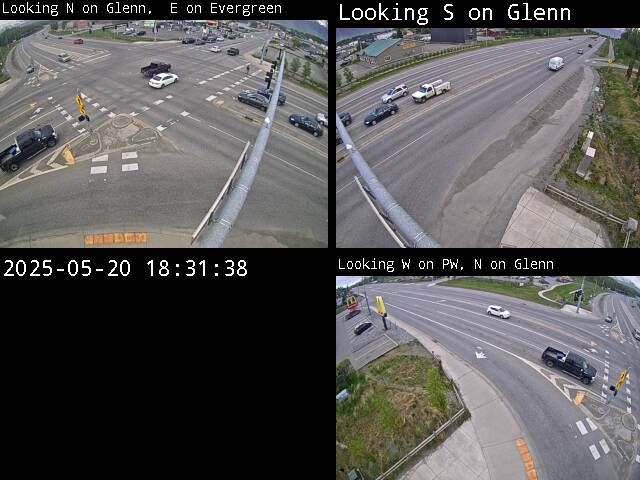 Looking N on Glenn,  E on Evergreen
Looking S on Glenn
2025-05-20 18:31:38
Looking W on PW, N on Glenn